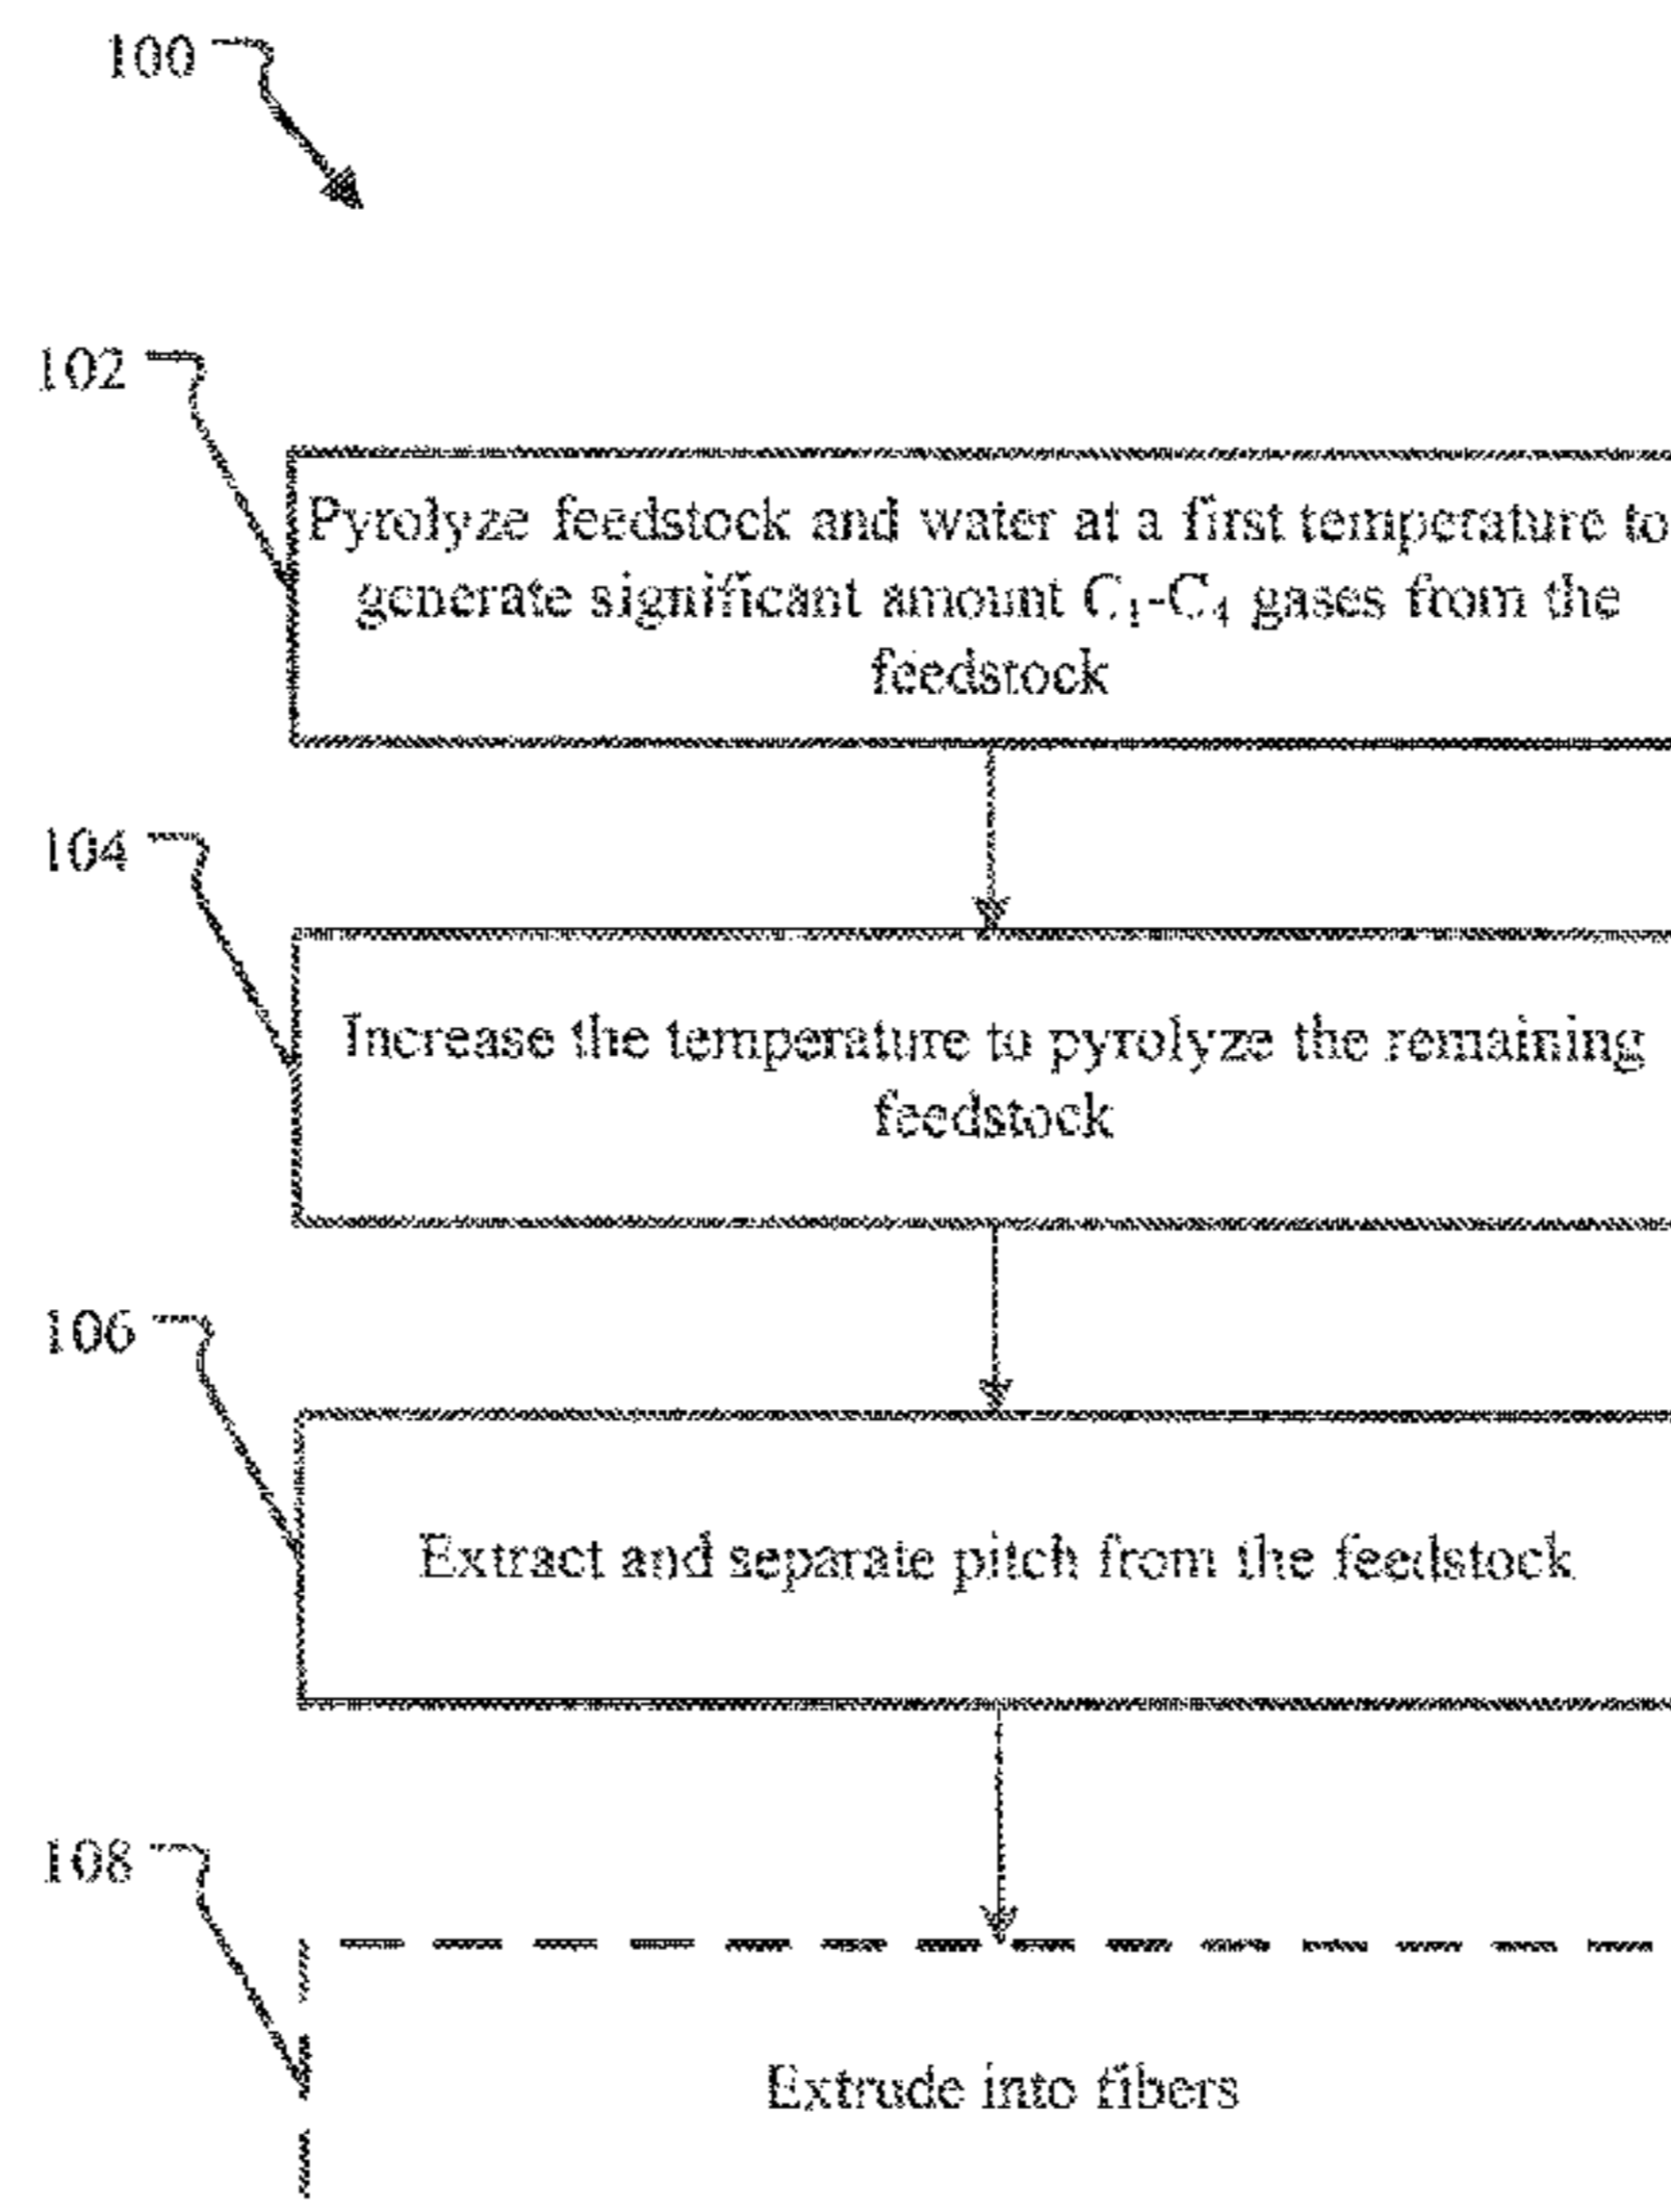 100
102
Pyrolyze feedstock and water at a first temperature to
generate significant amount C₁-C₄ gases from the
feedstock
104
Increase the temperature to pyrolyze the remaining
feedstock
106
Extract and separate pitch from the feedstock
108
Extrude into fibers